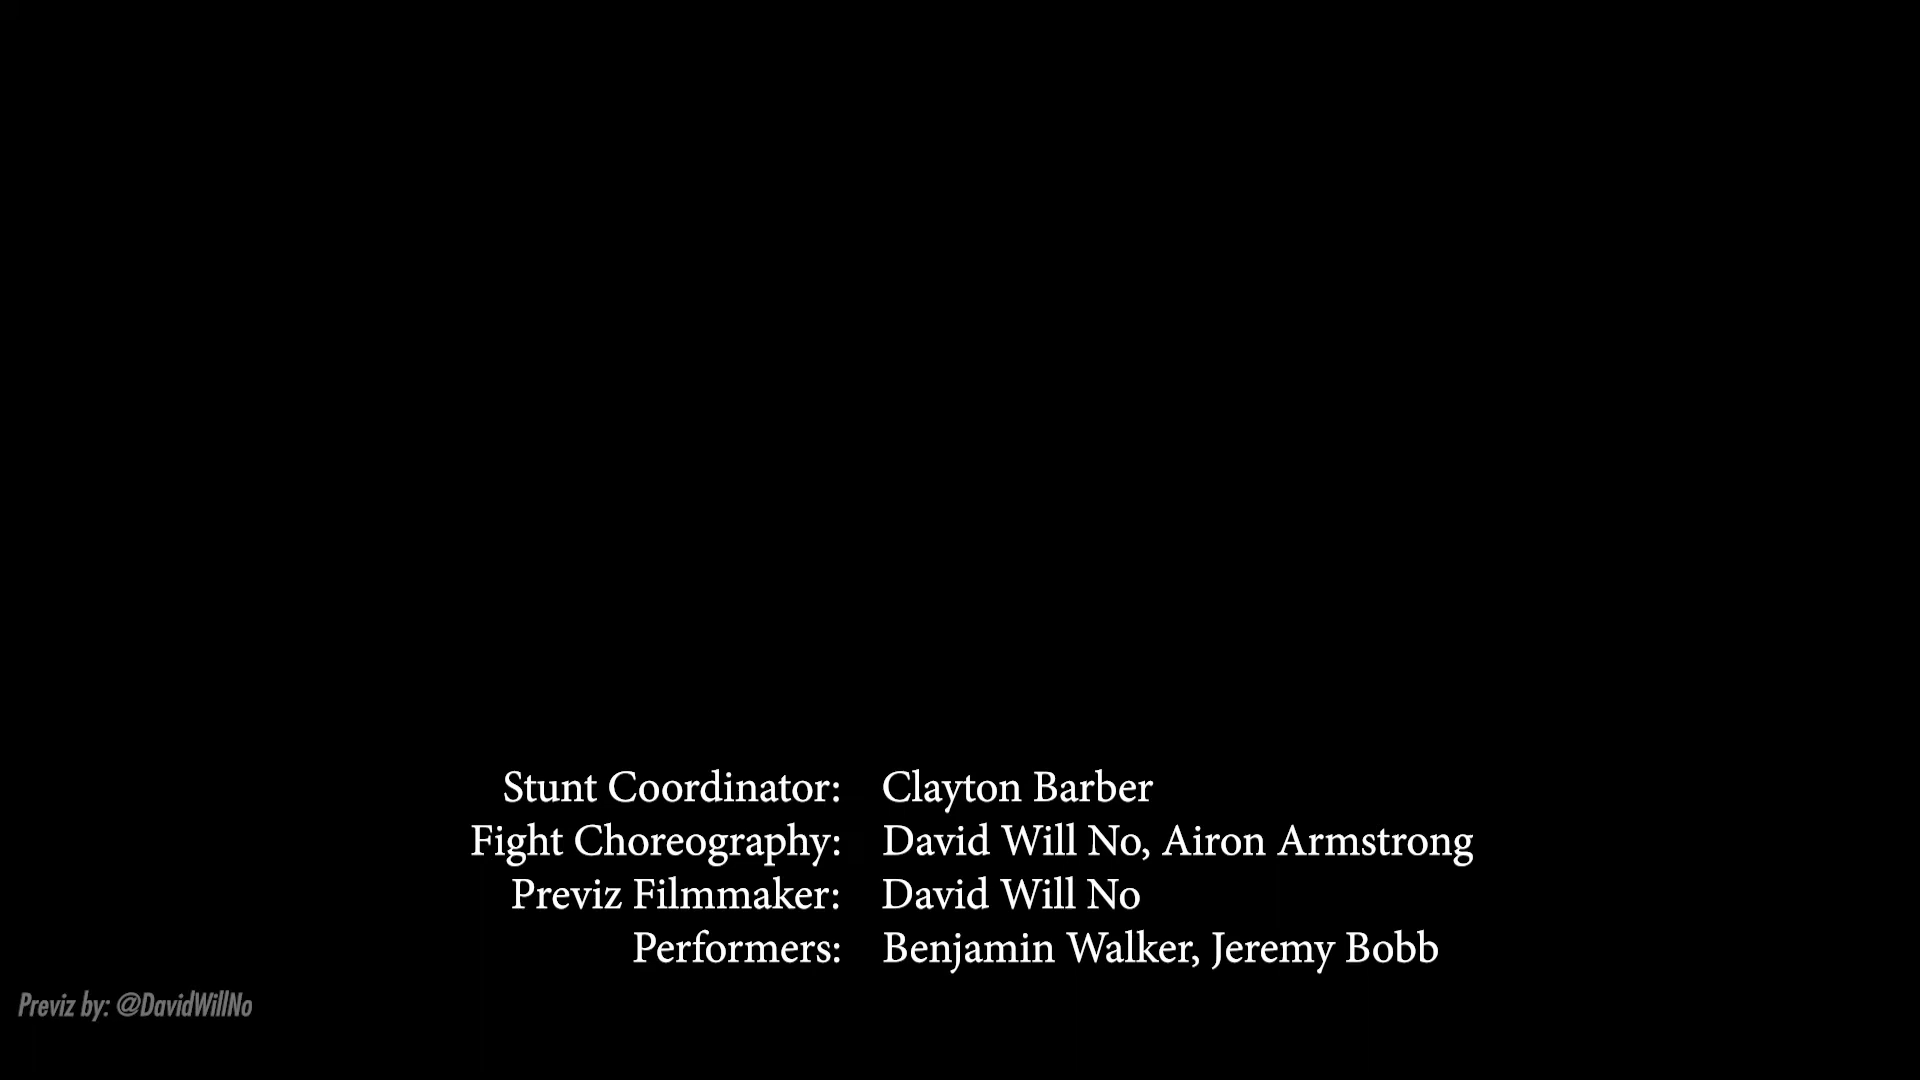 Stunt Coordinator: Clayton Barber
Fight Choreography: David Will No, Airon Armstrong
Previz Filmmaker: David Will No
Performers: Benjamin Walker, Jeremy Bobb
Previz by: @DavidWillNo